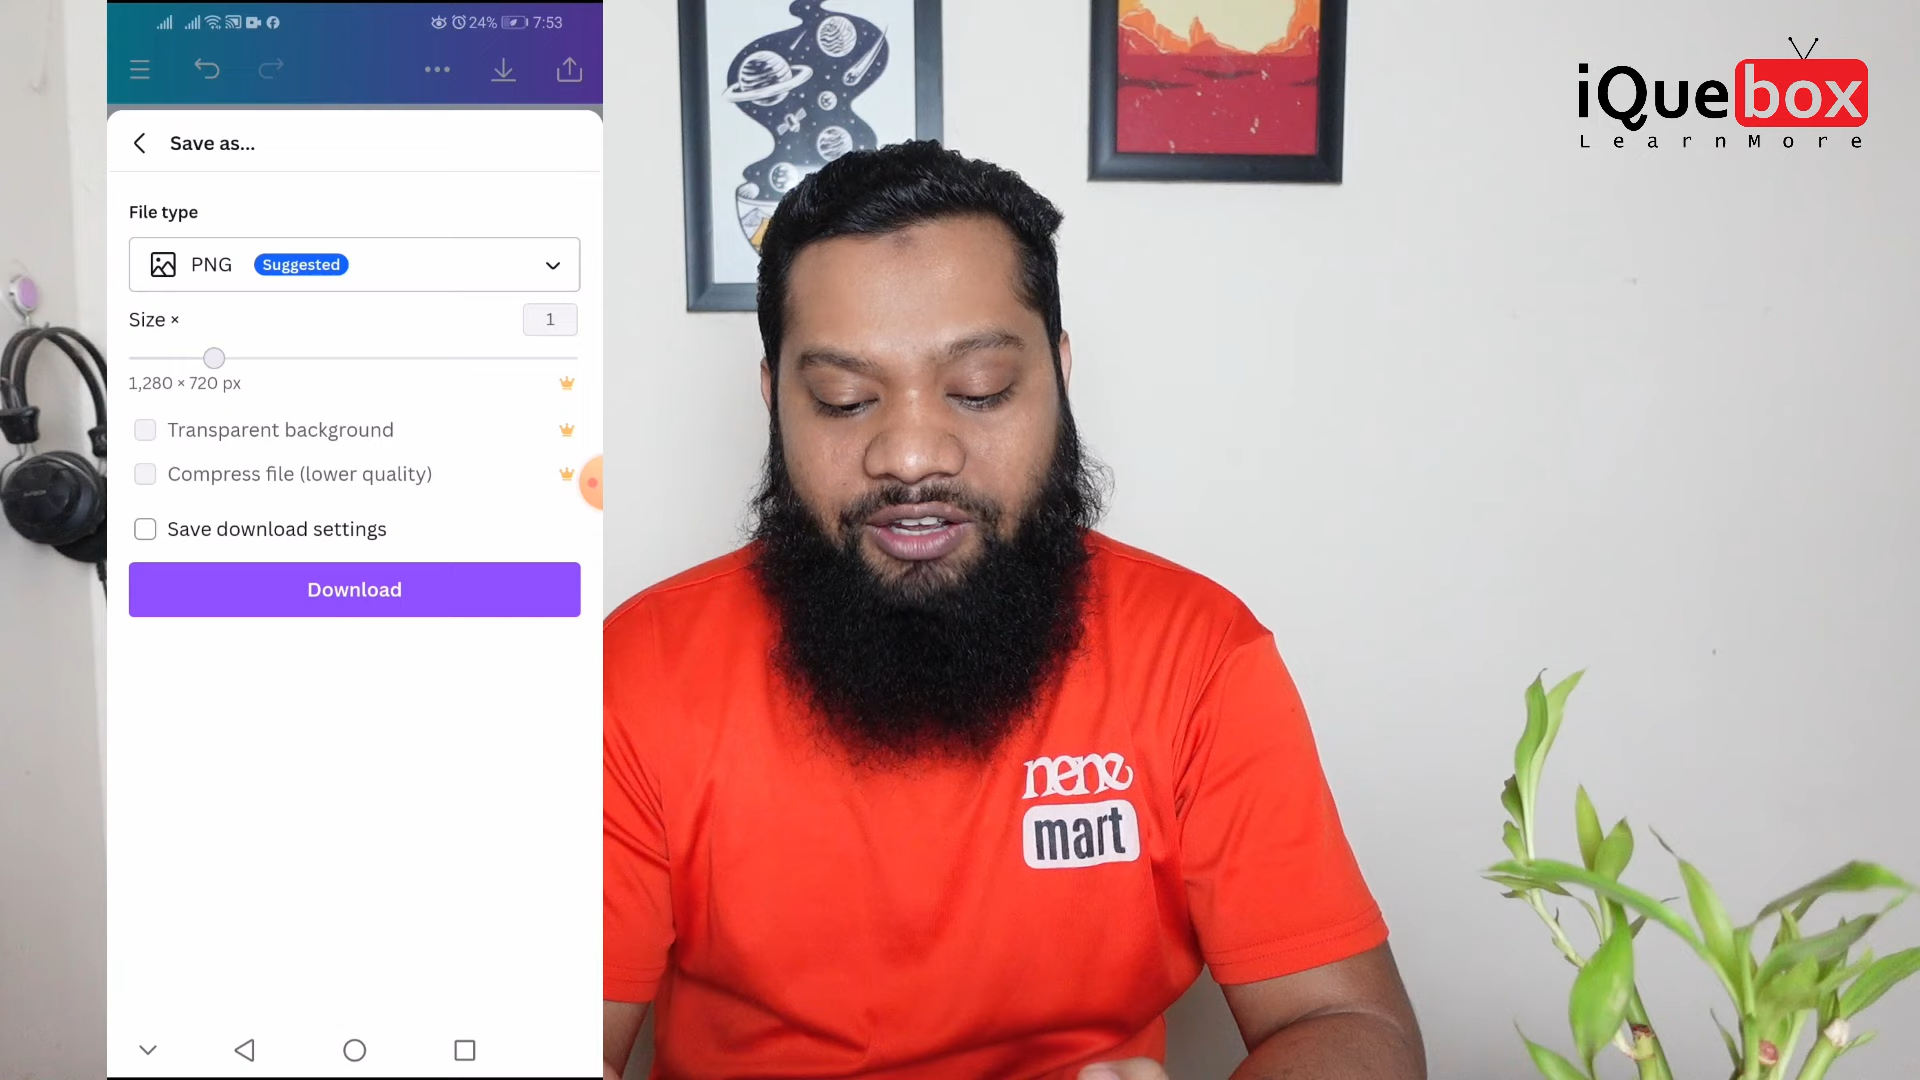 24% 7:53
Save as...
File type
PNG Suggested
Size × 1
1,280 × 720 px
Transparent background
Compress file (lower quality)
Save download settings
Download
iQuebox
LearnMore
nene
mart